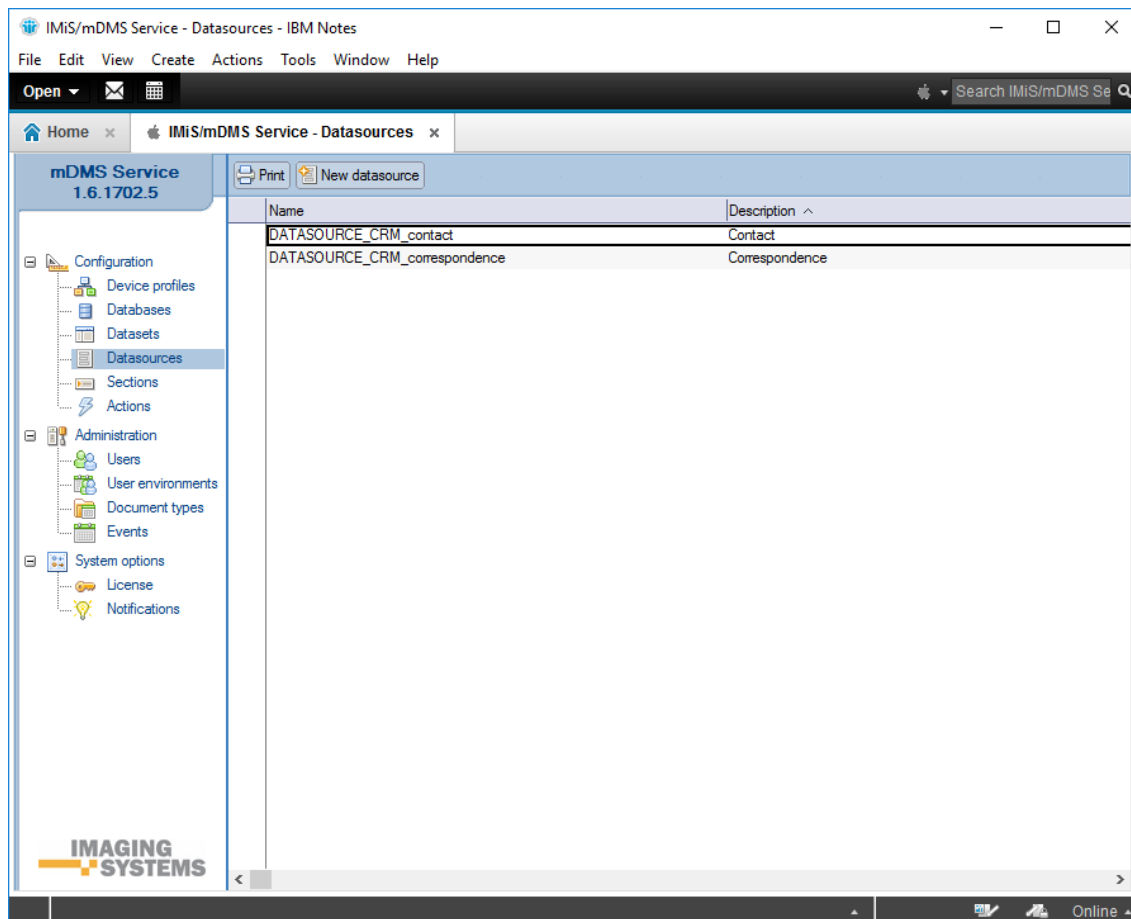 IMiS/mDMS Service - Datasources - IBM Notes
File Edit View Create Actions Tools Window Help
Open
Search IMiS/mDMS Se
Home
IMiS/mDMS Service - Datasources
mDMS Service
1.6.1702.5
Print New datasource
Name Description
DATASOURCE_CRM_contact Contact
DATASOURCE_CRM_correspondence Correspondence
Configuration
Device profiles
Databases
Datasets
Datasources
Sections
Actions
Administration
Users
User environments
Document types
Events
System options
License
Notifications
IMAGING
SYSTEMS
Online